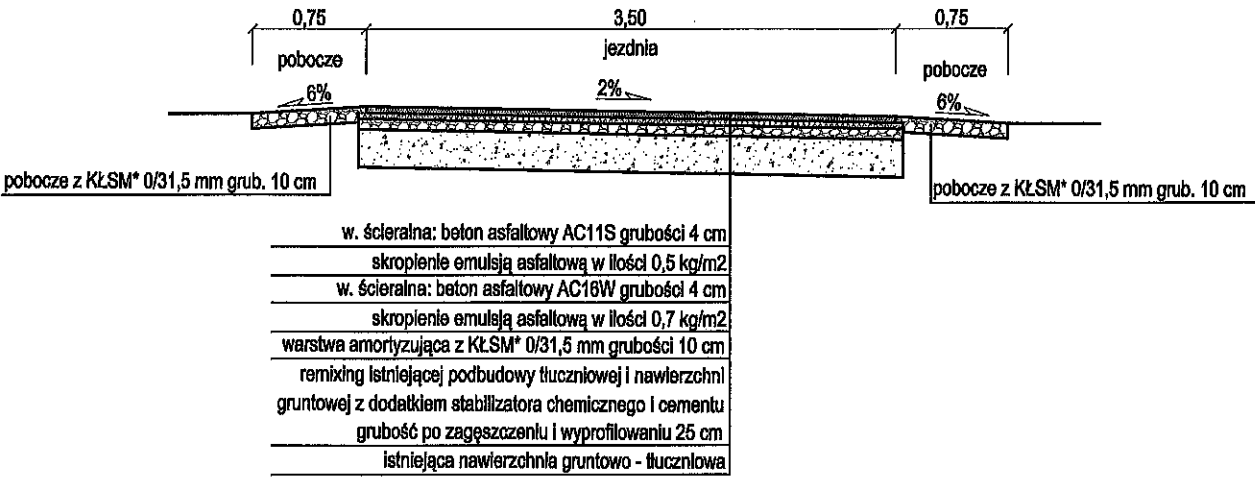 0,75 3,50 0,75
pobocze
jezdnia
pobocze
6%
2%
6%
pobocze z KŁSM* 0/31,5 mm grub. 10 cm
pobocze z KŁSM* 0/31,5 mm grub. 10 cm
w. ścieralna: beton asfaltowy AC11S grubości 4 cm
skropienie emulsją asfaltową w ilości 0,5 kg/m2
w. ścieralna: beton asfaltowy AC16W grubości 4 cm
skropienie emulsją asfaltową w ilości 0,7 kg/m2
warstwa amortyzująca z KŁSM* 0/31,5 mm grubości 10 cm
remixing istniejącej podbudowy tłuczniowej i nawierzchni
gruntowej z dodatkiem stabilizatora chemicznego i cementu
grubość po zagęszczeniu i wyprofilowaniu 25 cm
istniejąca nawierzchnia gruntowo - tłuczniowa